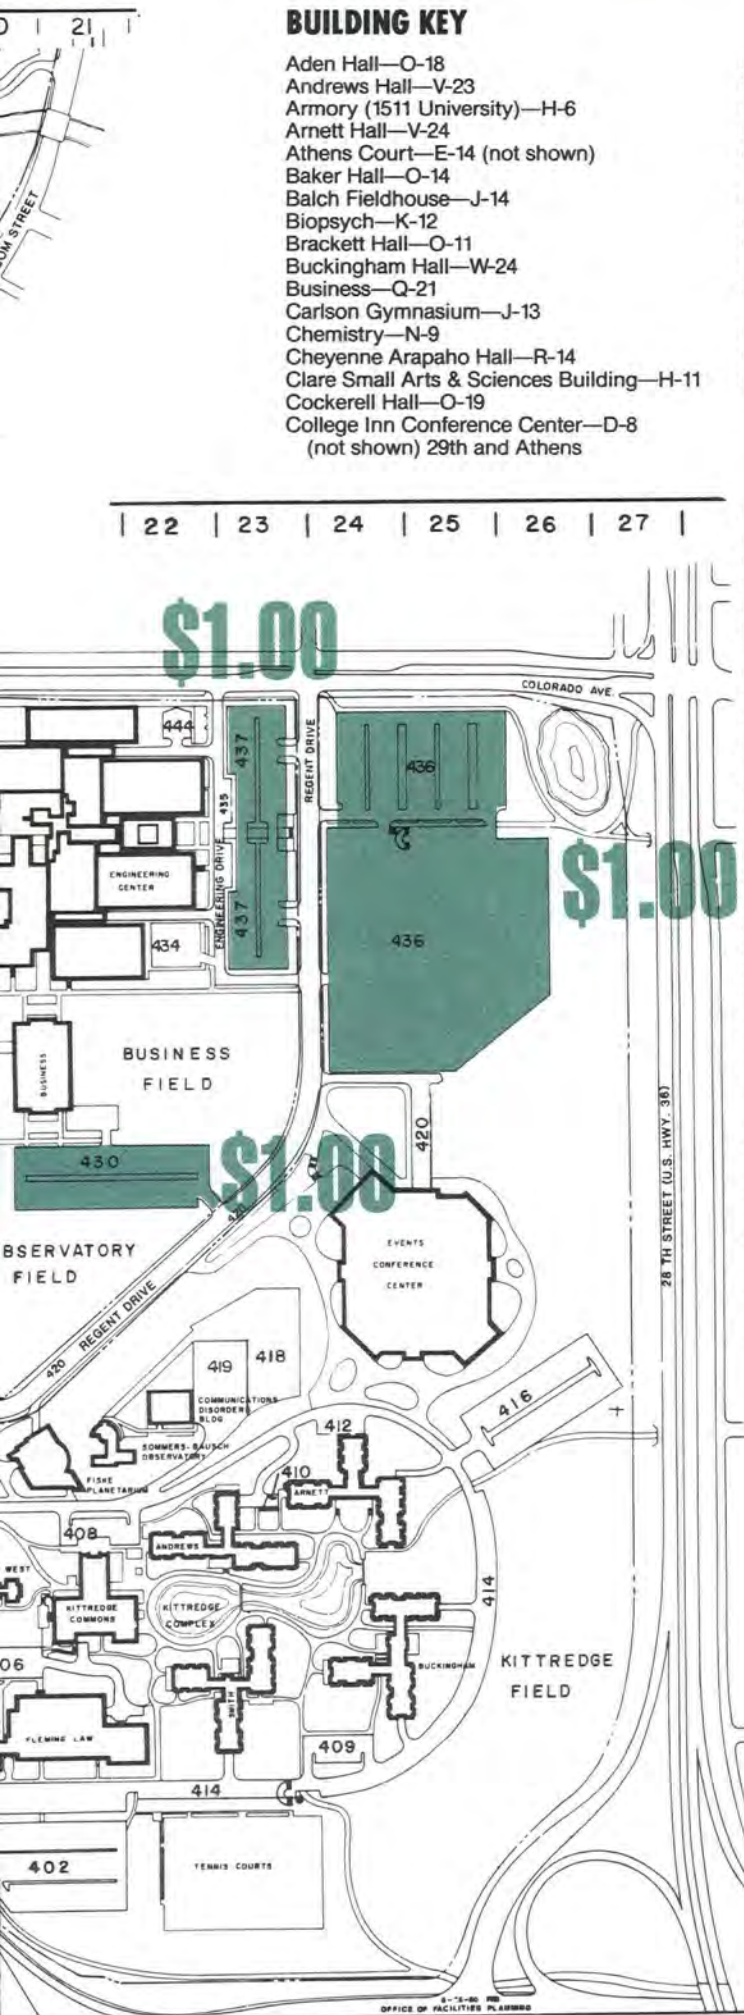 21
BUILDING KEY
Aden Hall—O-18
Andrews Hall—V-23
Armory (1511 University)—H-6
Arnett Hall—V-24
Athens Court—E-14 (not shown)
Baker Hall—O-14
Balch Fieldhouse—J-14
Biopsych—K-12
Brackett Hall—O-11
Buckingham Hall—W-24
Business—Q-21
Carlson Gymnasium—J-13
Chemistry—N-9
Cheyenne Arapaho Hall—R-14
Clare Small Arts & Sciences Building—H-11
Cockerell Hall—O-19
College Inn Conference Center—D-8
(not shown) 29th and Athens
OM STREET
22 | 23 | 24 | 25 | 26 | 27
$1.00
COLORADO AVE.
444
437
REGENT DRIVE
436
435
ENGINEERING DRIVE
ENGINEERING
CENTER
$1.00
437
434
436
BUSINESS
BUSINESS
FIELD
28 TH STREET (U.S. HWY. 36)
420
430
$1.00
420
BSERVATORY
FIELD
EVENTS
CONFERENCE
CENTER
420
REGENT DRIVE
419
418
COMMUNICATIONS
DISORDERS
BLDG
416
412
SOMMERS-BAUSCH
OBSERVATORY
FISKE
PLANETARIUM
410
ARNETT
408
ANDREWS
WEST
KITTREDGE
COMMONS
KITTREDGE
COMPLEX
414
06
SMITH
BUCKINGHAM
KITTREDGE
FIELD
FLEMING LAW
409
414
402
TENNIS COURTS
OFFICE OF FACILITIES PLANNING